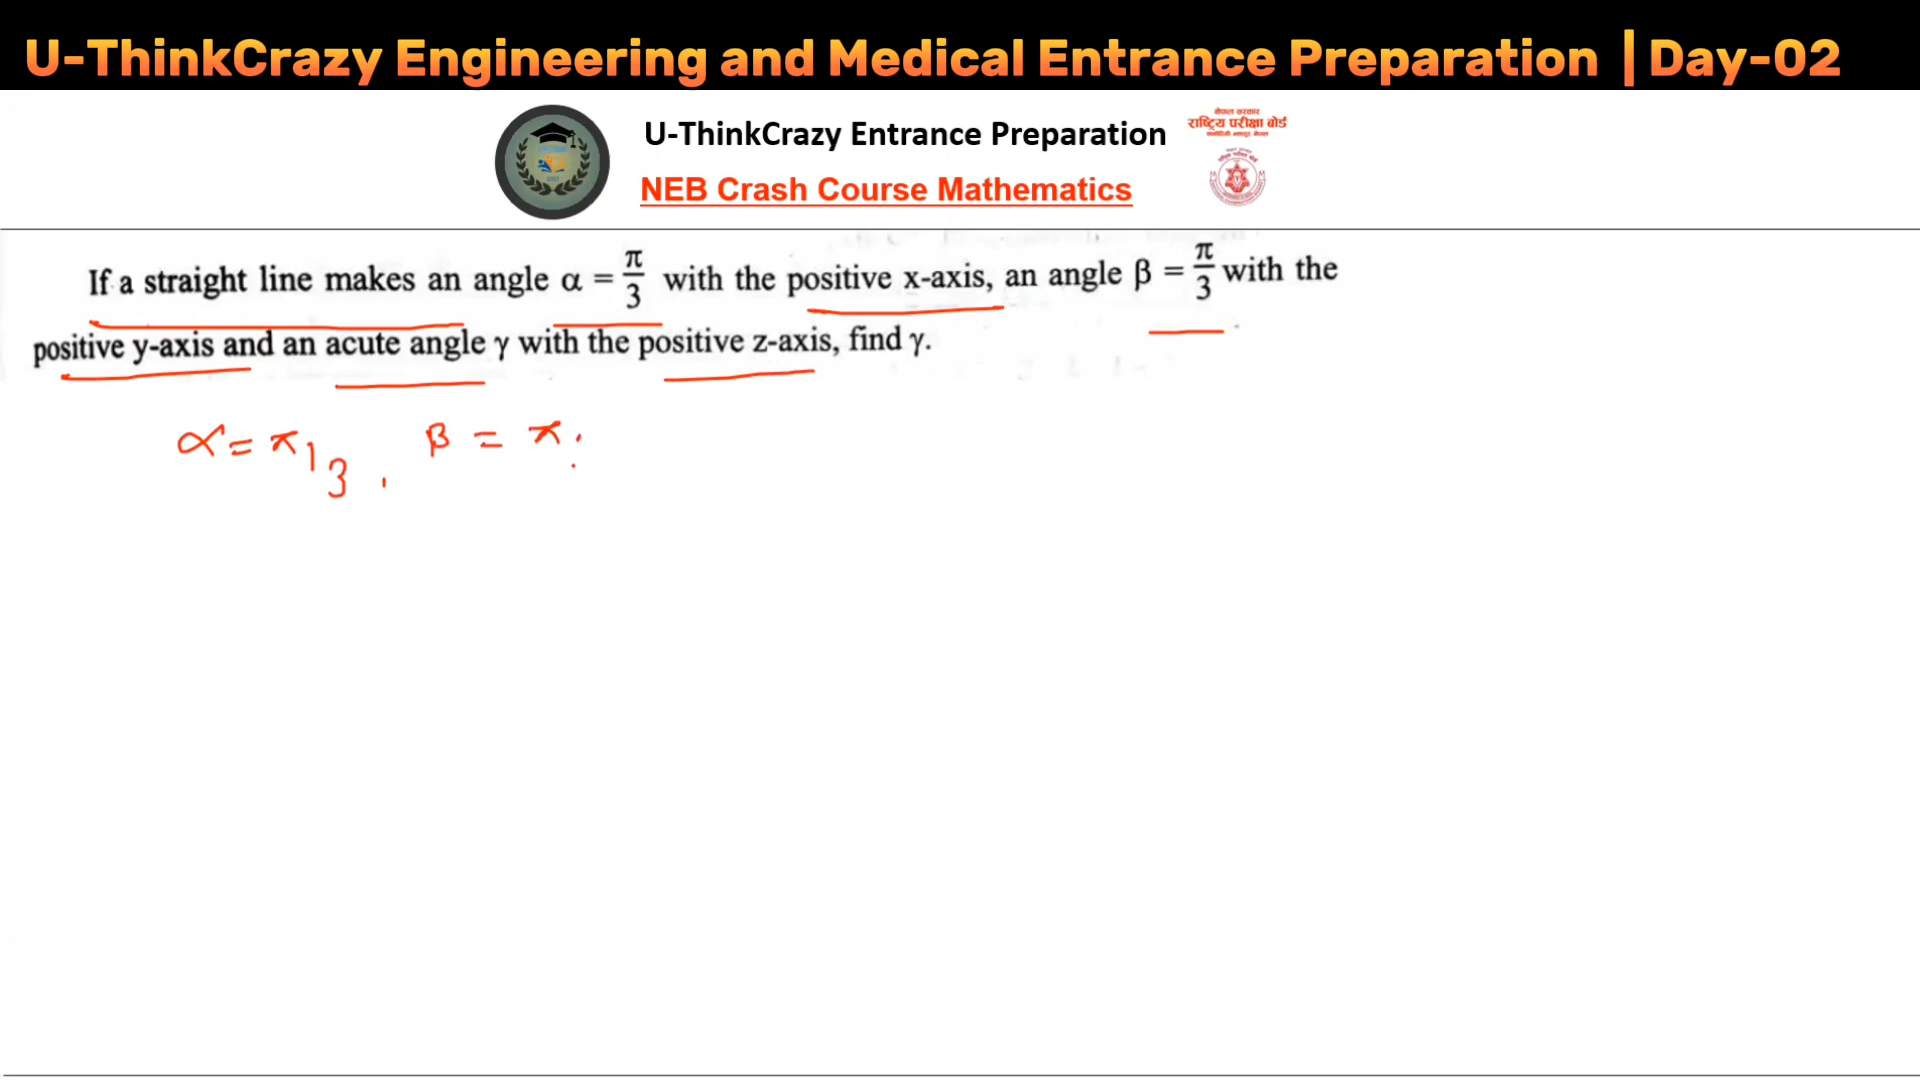 U-ThinkCrazy Engineering and Medical Entrance Preparation | Day-02
U-ThinkCrazy Entrance Preparation
नेपाल सरकार
राष्ट्रिय परीक्षा बोर्ड
NEB Crash Course Mathematics
If a straight line makes an angle α = π/3 with the positive x-axis, an angle β = π/3 with the
positive y-axis and an acute angle γ with the positive z-axis, find γ.
α = π/3 , β = π